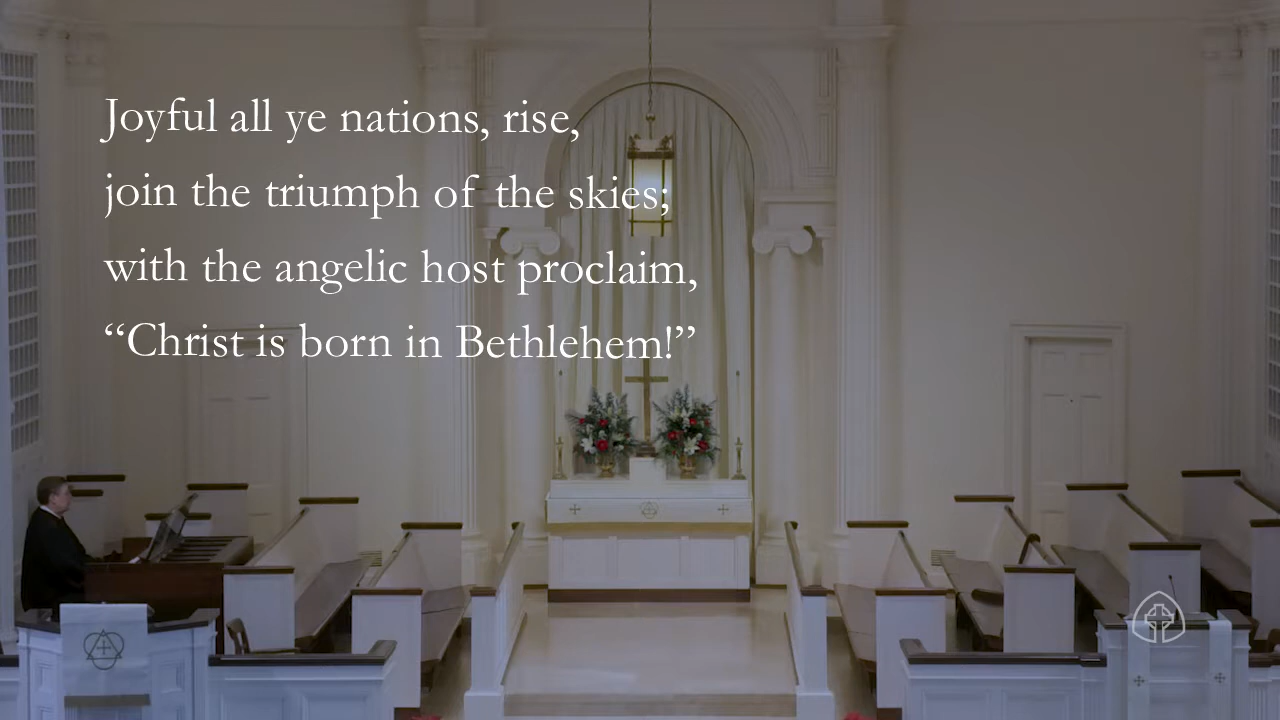 Joyful all ye nations, rise,
join the triumph of the skies;
with the angelic host proclaim,
“Christ is born in Bethlehem!”